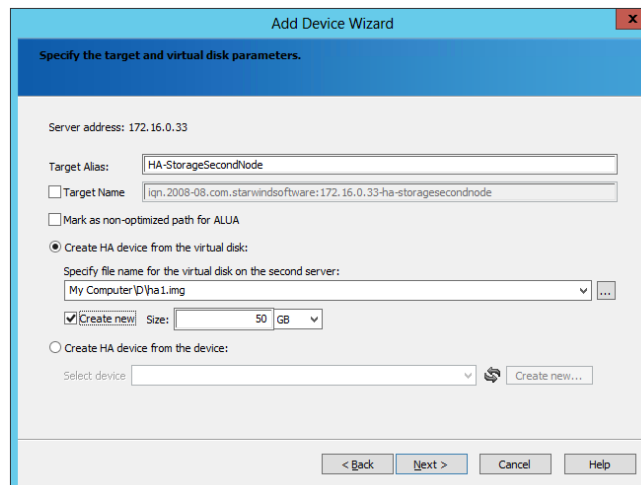 Add Device Wizard
x
Specify the target and virtual disk parameters.
Server address: 172.16.0.33
Target Alias: HA-StorageSecondNode
Target Name iqn.2008-08.com.starwindsoftware:172.16.0.33-ha-storagesecondnode
Mark as non-optimized path for ALUA
Create HA device from the virtual disk:
Specify file name for the virtual disk on the second server:
My Computer\D\ha1.img ...
Create new Size: 50 GB
Create HA device from the device:
Select device Create new...
< Back Next > Cancel Help